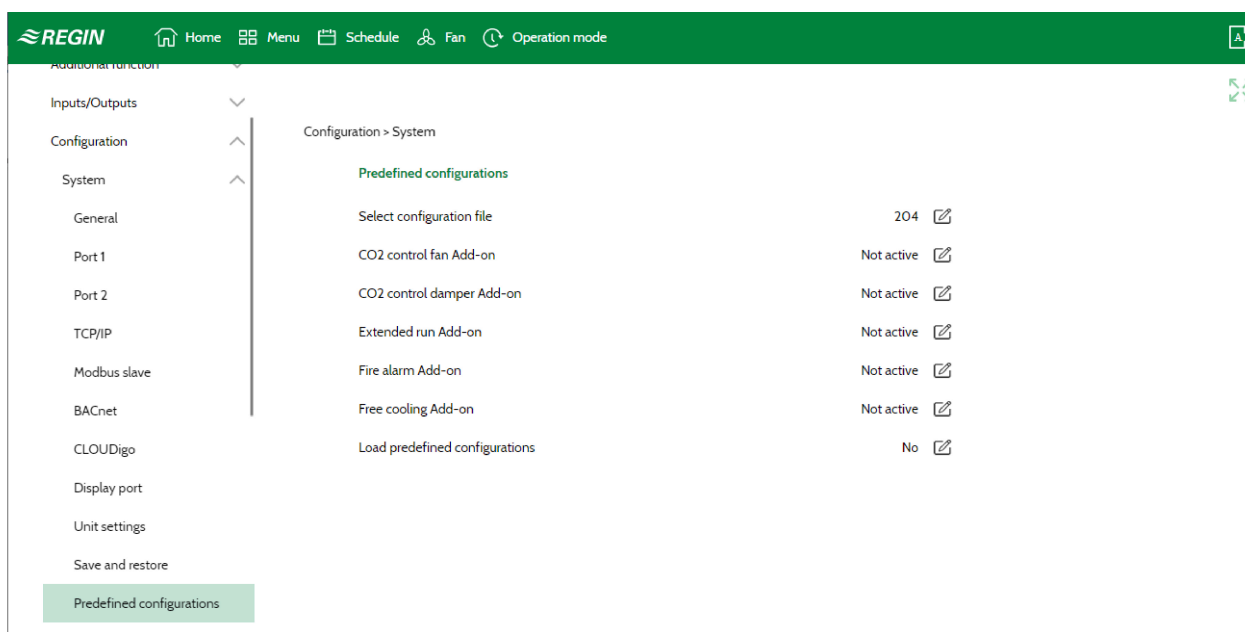 REGIN Home Menu Schedule Fan Operation mode A
Additional function
Inputs/Outputs
Configuration
System
General
Port 1
Port 2
TCP/IP
Modbus slave
BACnet
CLOUDigo
Display port
Unit settings
Save and restore
Predefined configurations
Configuration > System
Predefined configurations
Select configuration file 204
CO2 control fan Add-on Not active
CO2 control damper Add-on Not active
Extended run Add-on Not active
Fire alarm Add-on Not active
Free cooling Add-on Not active
Load predefined configurations No